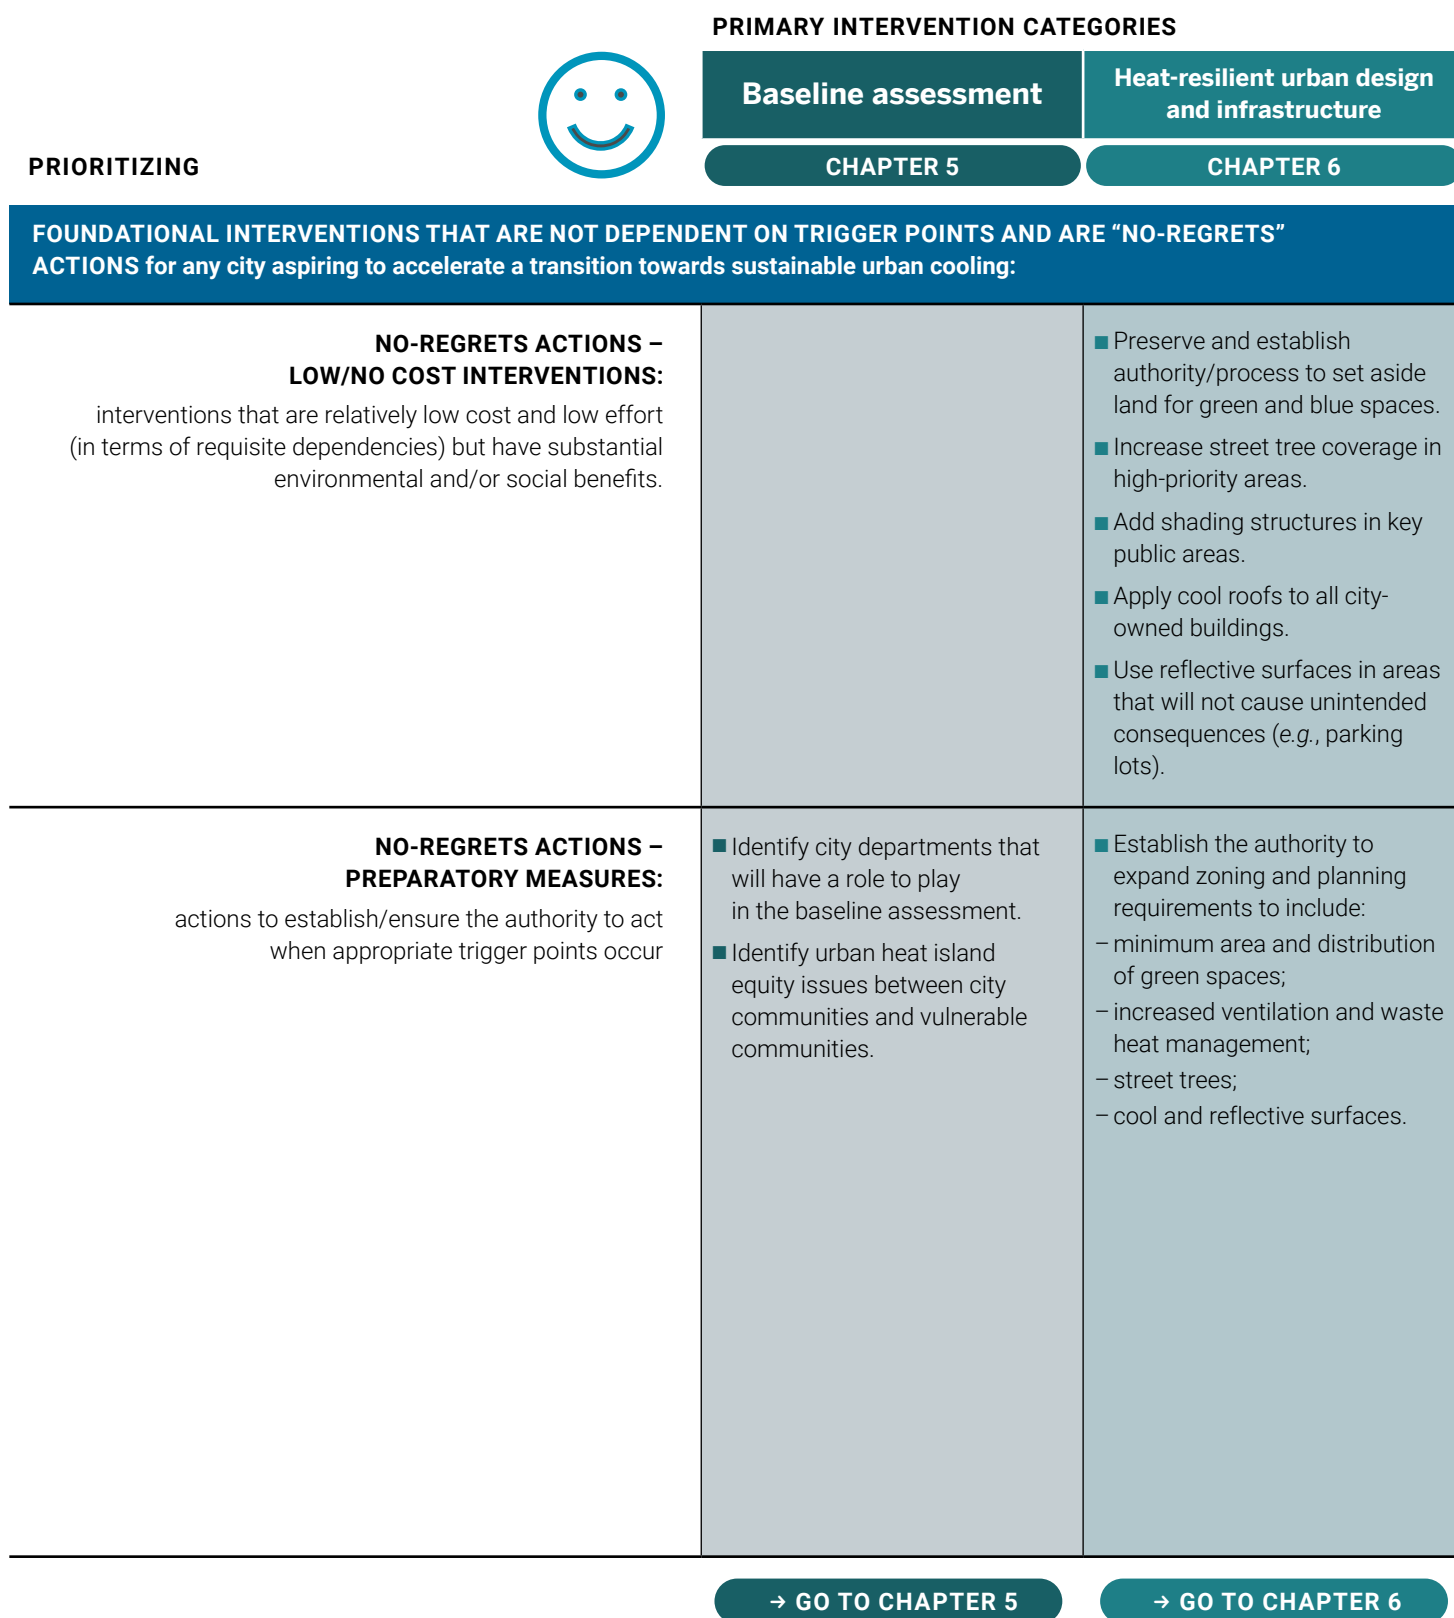 PRIMARY INTERVENTION CATEGORIES
Baseline assessment
Heat-resilient urban design
and infrastructure
PRIORITIZING
CHAPTER 5
CHAPTER 6
FOUNDATIONAL INTERVENTIONS THAT ARE NOT DEPENDENT ON TRIGGER POINTS AND ARE “NO-REGRETS”
ACTIONS for any city aspiring to accelerate a transition towards sustainable urban cooling:
NO-REGRETS ACTIONS –
LOW/NO COST INTERVENTIONS:
interventions that are relatively low cost and low effort
(in terms of requisite dependencies) but have substantial
environmental and/or social benefits.
■ Preserve and establish
authority/process to set aside
land for green and blue spaces.
■ Increase street tree coverage in
high-priority areas.
■ Add shading structures in key
public areas.
■ Apply cool roofs to all city-
owned buildings.
■ Use reflective surfaces in areas
that will not cause unintended
consequences (e.g., parking
lots).
NO-REGRETS ACTIONS –
PREPARATORY MEASURES:
actions to establish/ensure the authority to act
when appropriate trigger points occur
■ Identify city departments that
will have a role to play
in the baseline assessment.
■ Identify urban heat island
equity issues between city
communities and vulnerable
communities.
■ Establish the authority to
expand zoning and planning
requirements to include:
– minimum area and distribution
of green spaces;
– increased ventilation and waste
heat management;
– street trees;
– cool and reflective surfaces.
→ GO TO CHAPTER 5
→ GO TO CHAPTER 6